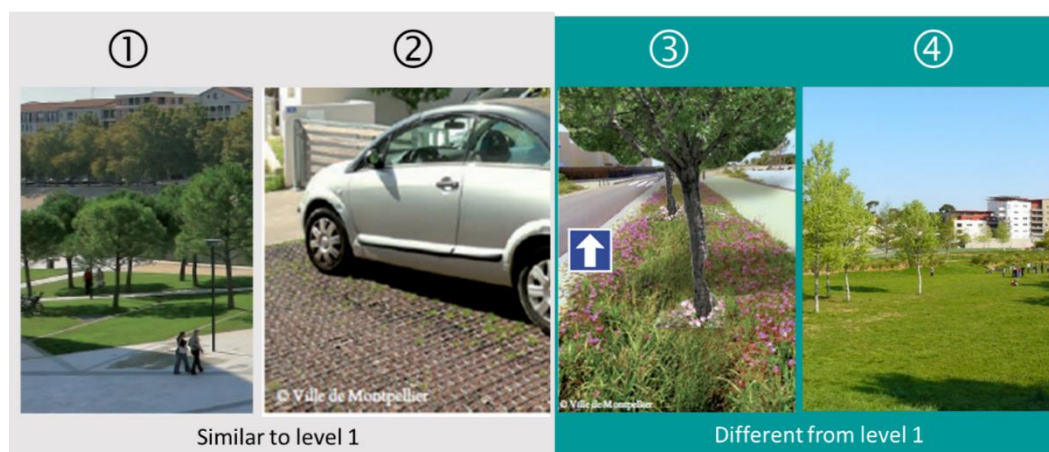 ① ② ③ ④
© Ville de Montpellier
© Ville de Montpellier
Similar to level 1
Different from level 1